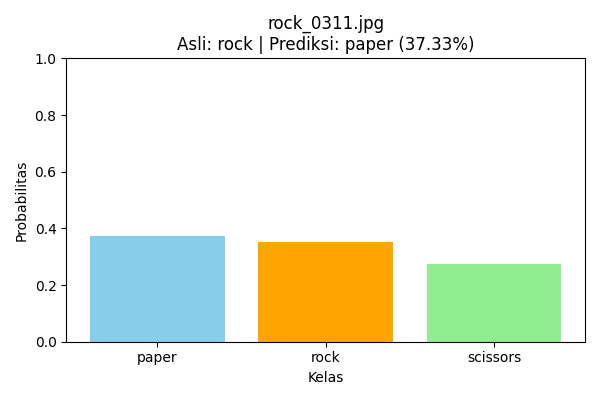 rock_0311.jpg
Asli: rock | Prediksi: paper (37.33%)
1.0
0.8
0.6
0.4
0.2
0.0
Probabilitas
paper rock scissors
Kelas